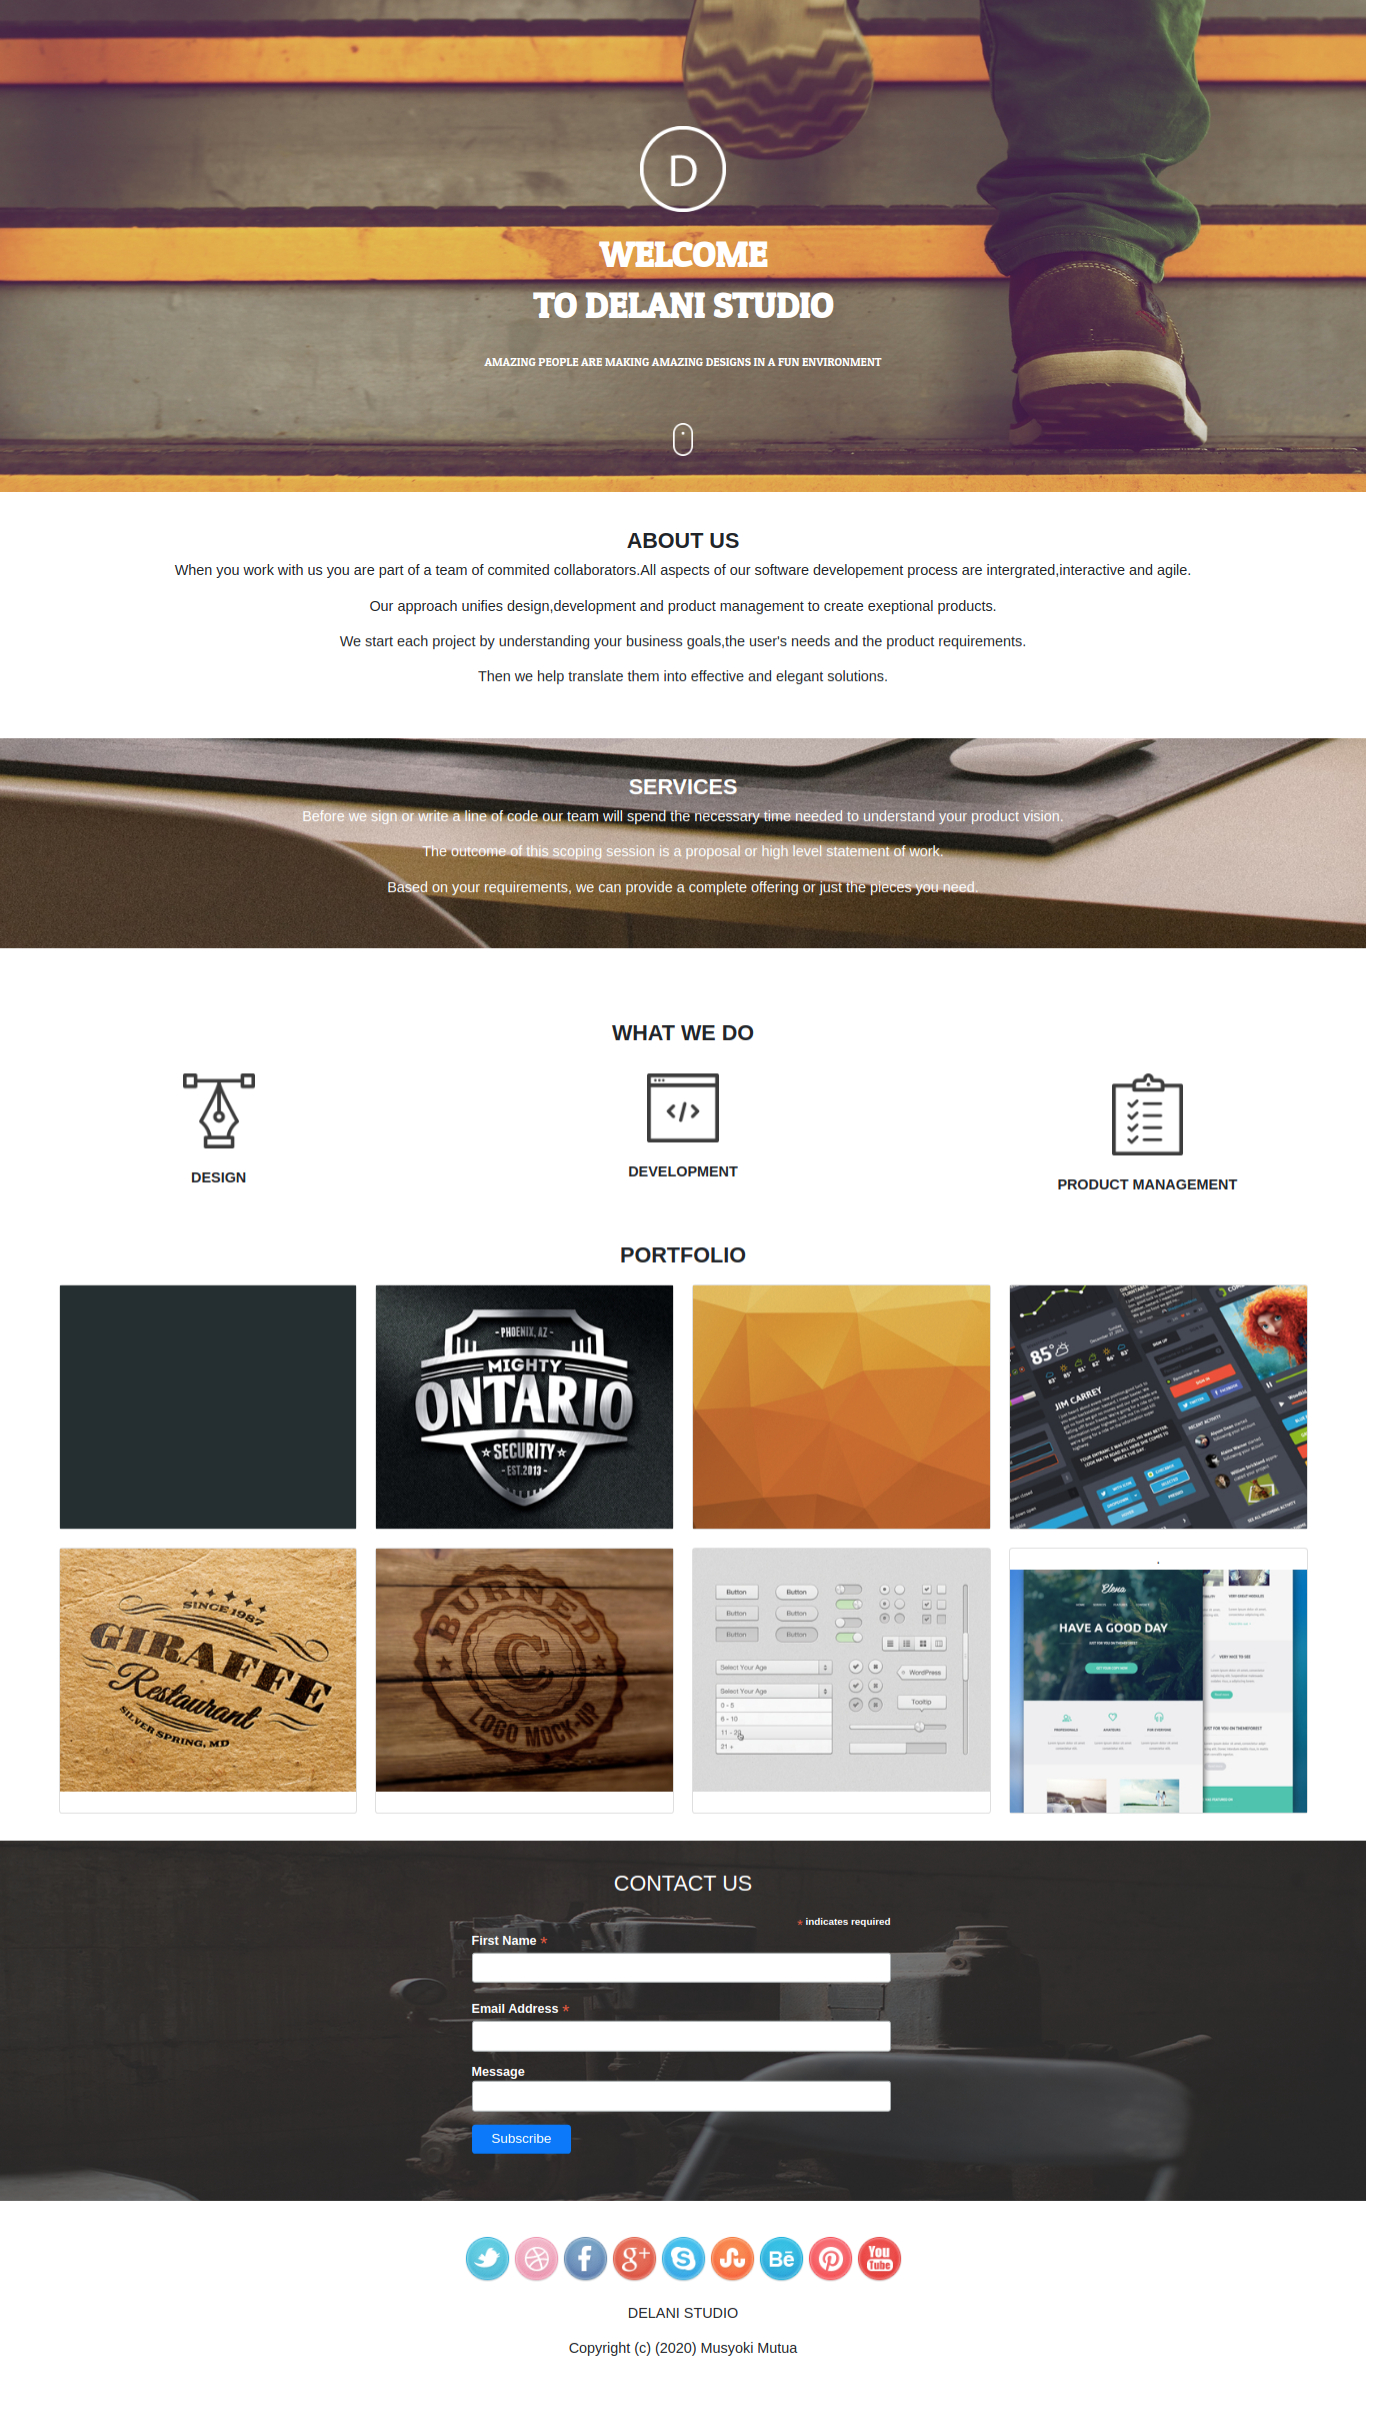 D
WELCOME
TO DELANI STUDIO
AMAZING PEOPLE ARE MAKING AMAZING DESIGNS IN A FUN ENVIRONMENT
ABOUT US
When you work with us you are part of a team of commited collaborators.All aspects of our software developement process are intergrated,interactive and agile.
Our approach unifies design,development and product management to create exeptional products.
We start each project by understanding your business goals,the user's needs and the product requirements.
Then we help translate them into effective and elegant solutions.
SERVICES
Before we sign or write a line of code our team will spend the necessary time needed to understand your product vision.
The outcome of this scoping session is a proposal or high level statement of work.
Based on your requirements, we can provide a complete offering or just the pieces you need.
WHAT WE DO
</>
DESIGN
DEVELOPMENT
PRODUCT MANAGEMENT
PORTFOLIO
- PHOENIX, AZ -
MIGHTY
ONTARIO
SECURITY
- EST.2013 -
85°
SIGN UP
JIM CARREY
RECENT ACTIVITY
SINCE 1987
GIRAFFE
Restaurant
SILVER SPRING, MD
BURNED
C
LOGO MOCK-UP
Button Button
Button Button
Button Button
Select Your Age
WordPress
Select Your Age
0 - 5
Tooltip
6 - 10
11 - 20
21 +
Elena
HAVE A GOOD DAY
CONTACT US
* indicates required
First Name *
Email Address *
Message
Subscribe
f
g+
S
Bē
You
Tube
DELANI STUDIO
Copyright (c) (2020) Musyoki Mutua